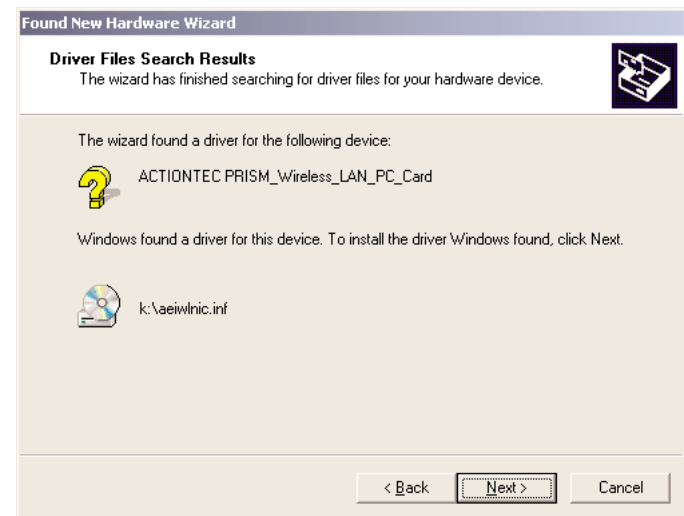 Found New Hardware Wizard
Driver Files Search Results
The wizard has finished searching for driver files for your hardware device.
The wizard found a driver for the following device:
ACTIONTEC PRISM_Wireless_LAN_PC_Card
Windows found a driver for this device. To install the driver Windows found, click Next.
k:\aeiwlnic.inf
< Back Next > Cancel